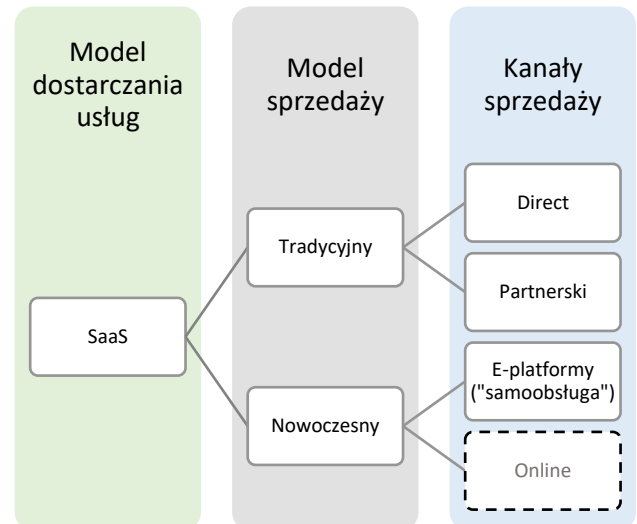 Model
dostarczania
usług
Model
sprzedaży
Kanały
sprzedaży
SaaS
Tradycyjny
Nowoczesny
Direct
Partnerski
E-platformy
("samoobsługa")
Online